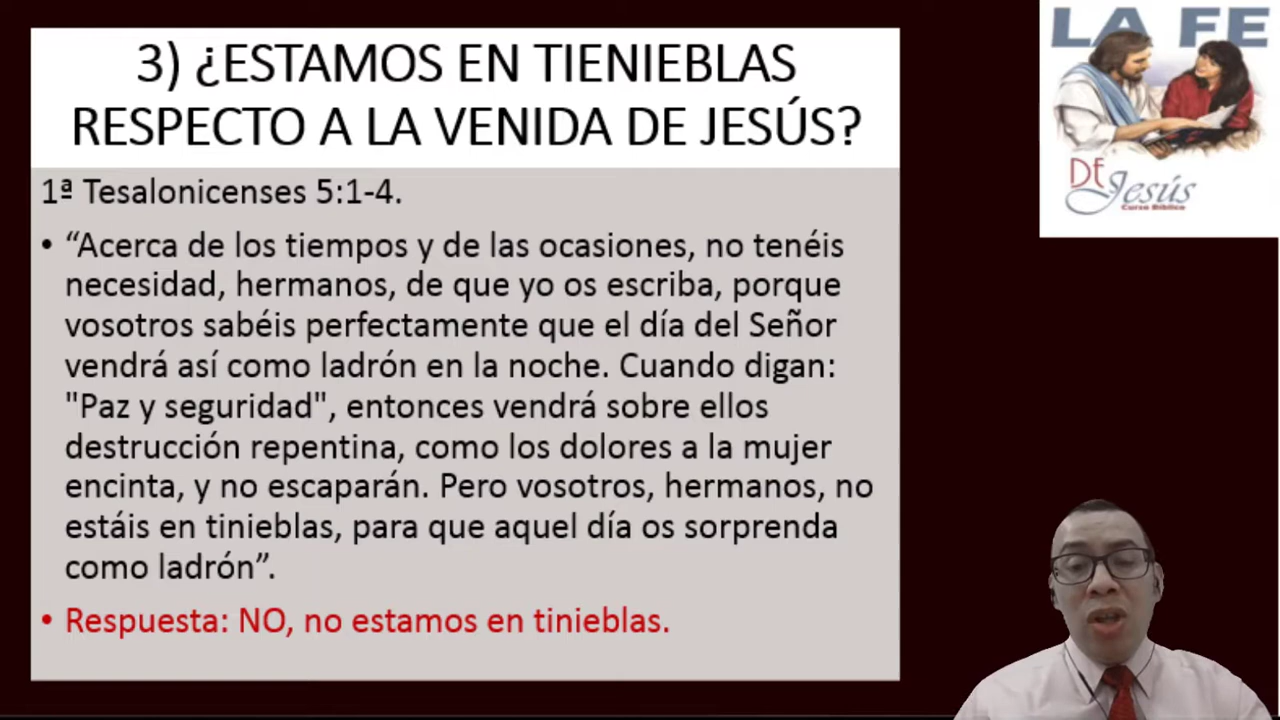 3) ¿ESTAMOS EN TIENIEBLAS
RESPECTO A LA VENIDA DE JESÚS?
1ª Tesalonicenses 5:1-4.
• “Acerca de los tiempos y de las ocasiones, no tenéis
necesidad, hermanos, de que yo os escriba, porque
vosotros sabéis perfectamente que el día del Señor
vendrá así como ladrón en la noche. Cuando digan:
"Paz y seguridad", entonces vendrá sobre ellos
destrucción repentina, como los dolores a la mujer
encinta, y no escaparán. Pero vosotros, hermanos, no
estáis en tinieblas, para que aquel día os sorprenda
como ladrón”.
• Respuesta: NO, no estamos en tinieblas.
LA FE
DE
Jesús
Curso Bíblico